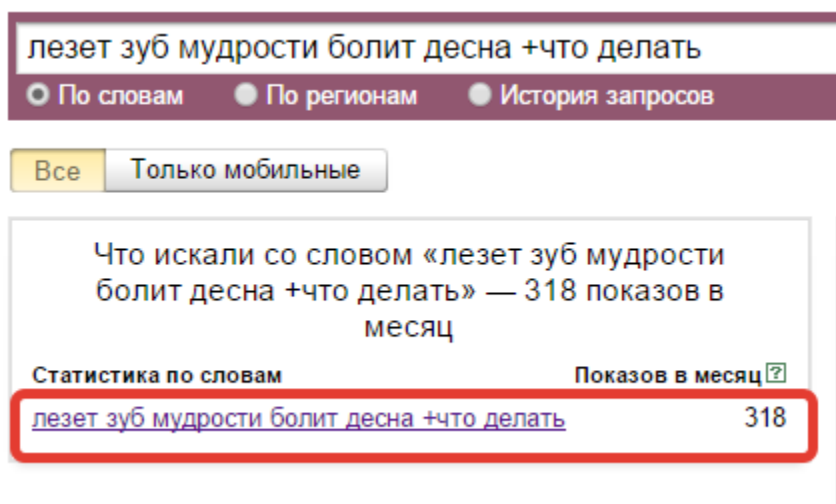 лезет зуб мудрости болит десна +что делать
По словам По регионам История запросов
Все Только мобильные
Что искали со словом «лезет зуб мудрости
болит десна +что делать» — 318 показов в
месяц
Статистика по словам Показов в месяц ?
лезет зуб мудрости болит десна +что делать 318